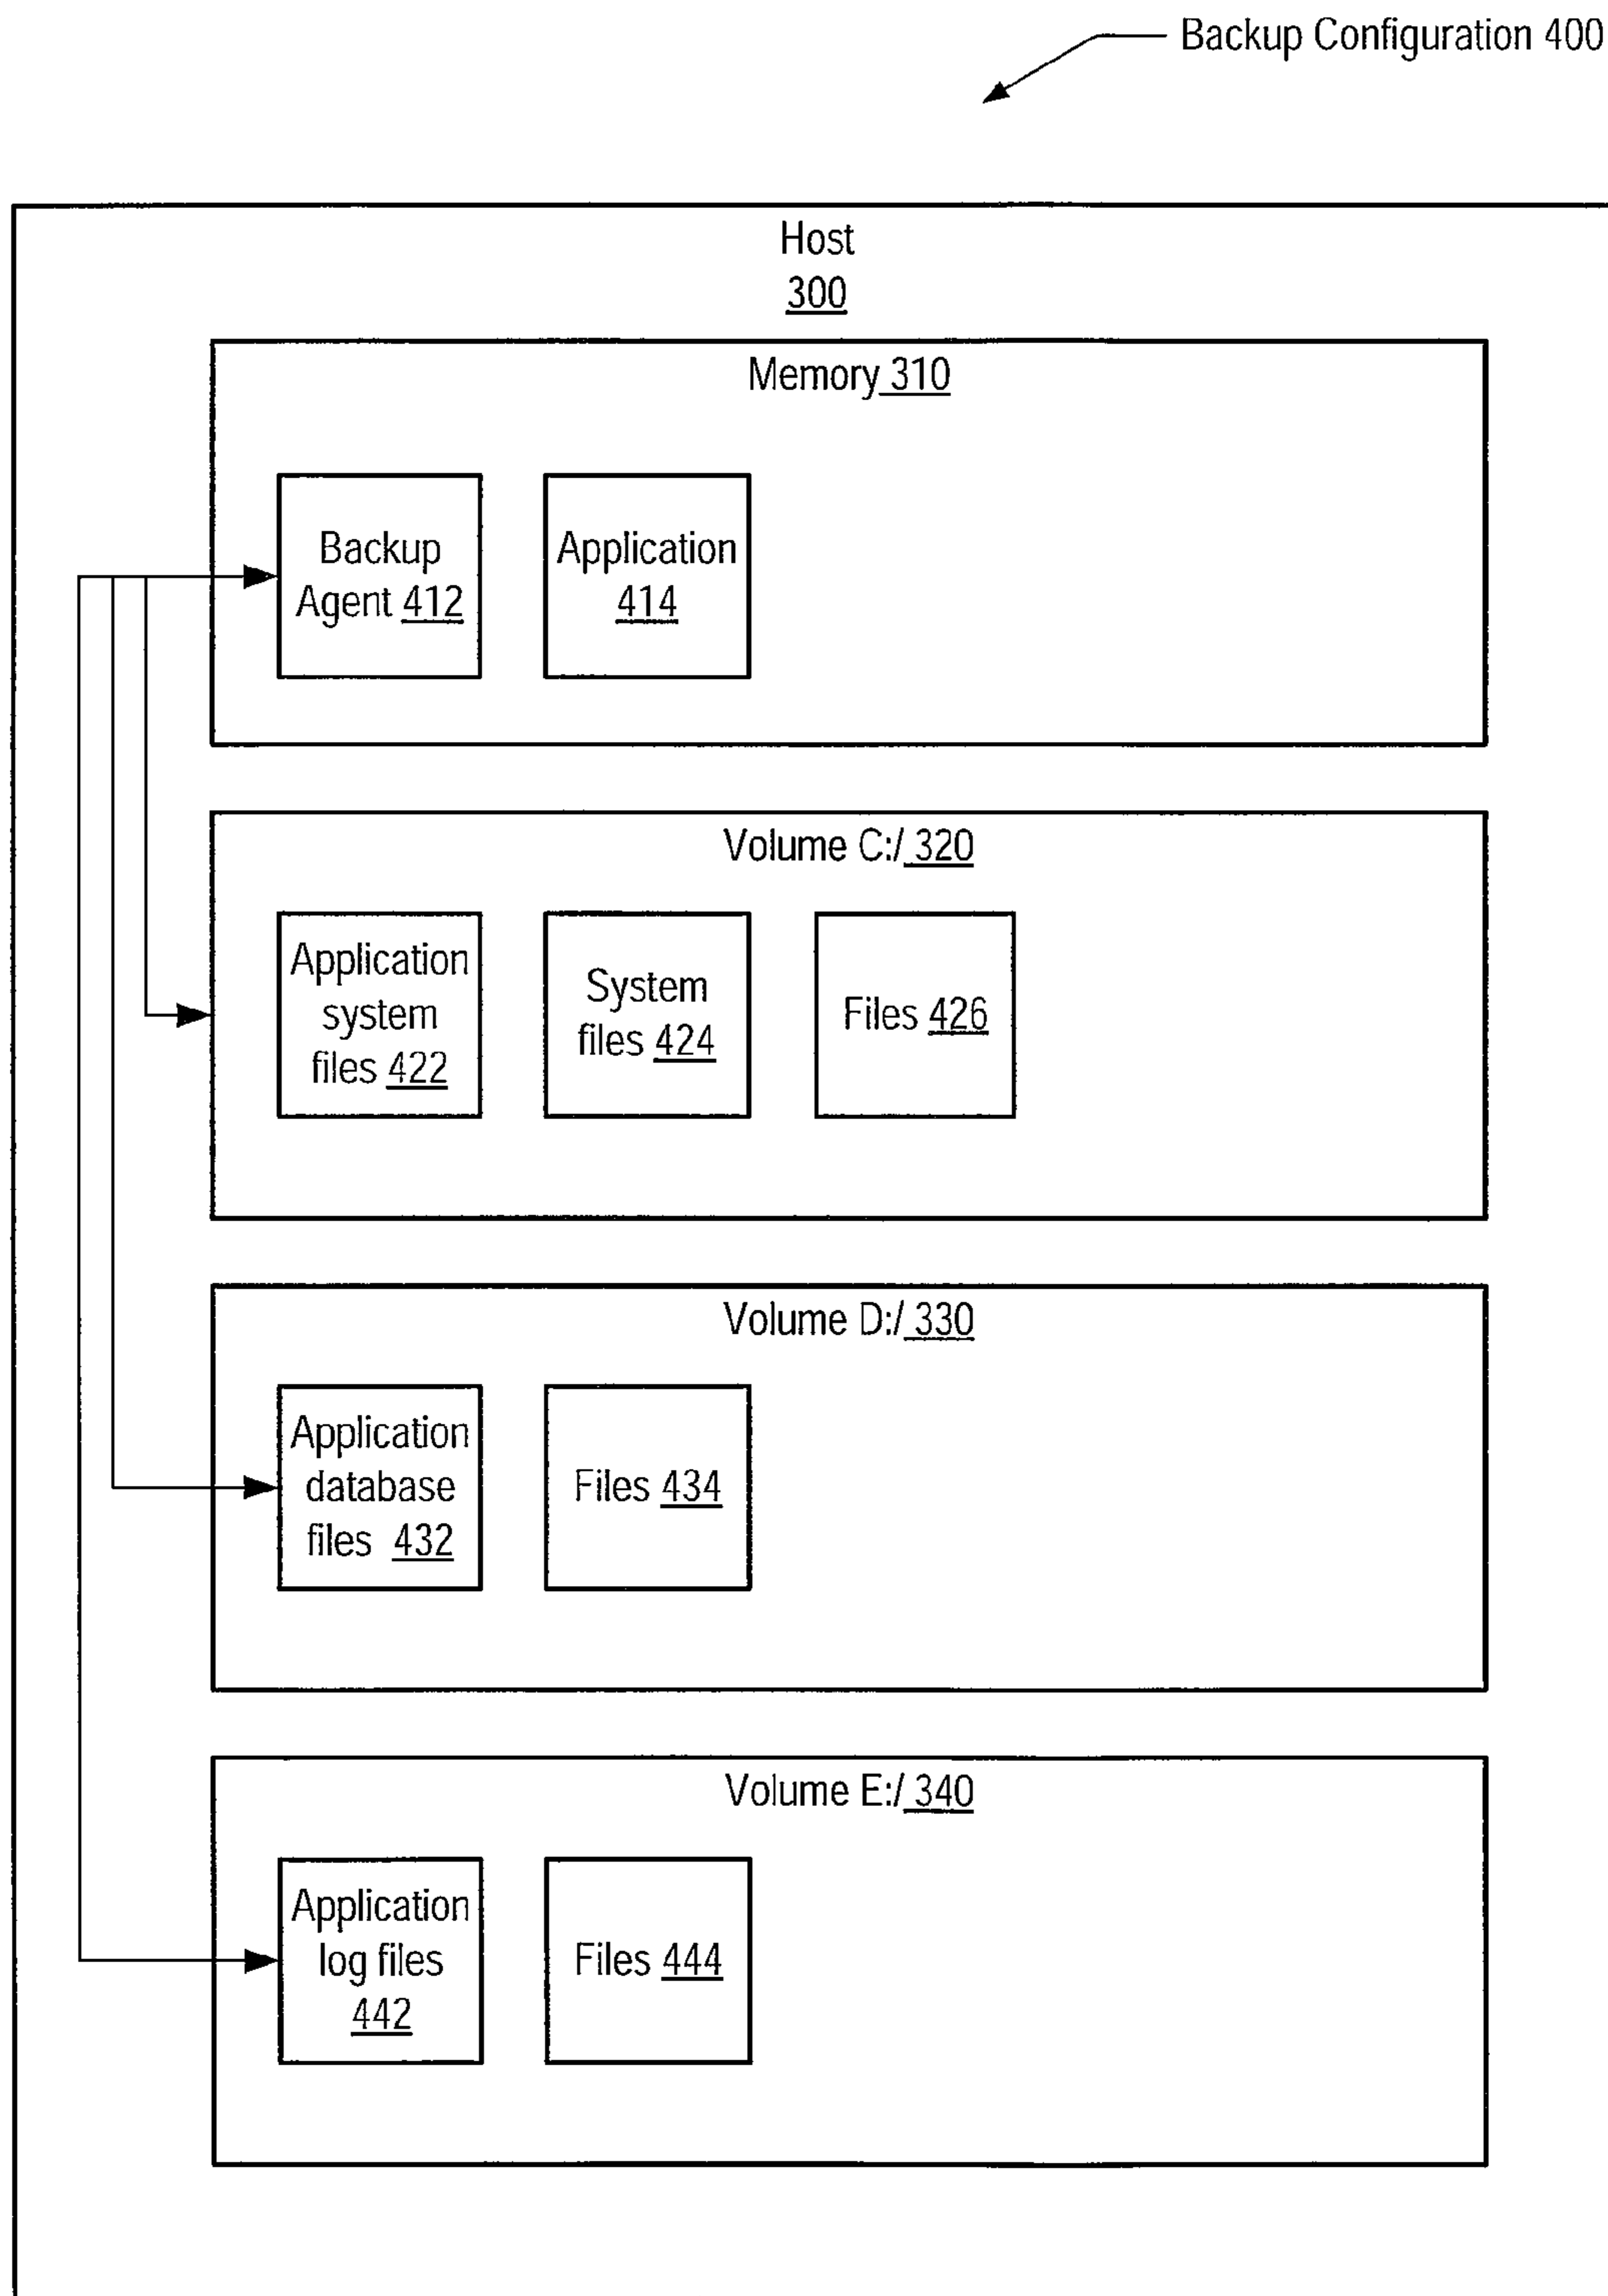 Backup Configuration 400
Host
300
Memory 310
Backup
Agent 412
Application
414
Volume C:/ 320
Application
system
files 422
System
files 424
Files 426
Volume D:/ 330
Application
database
files 432
Files 434
Volume E:/ 340
Application
log files
442
Files 444